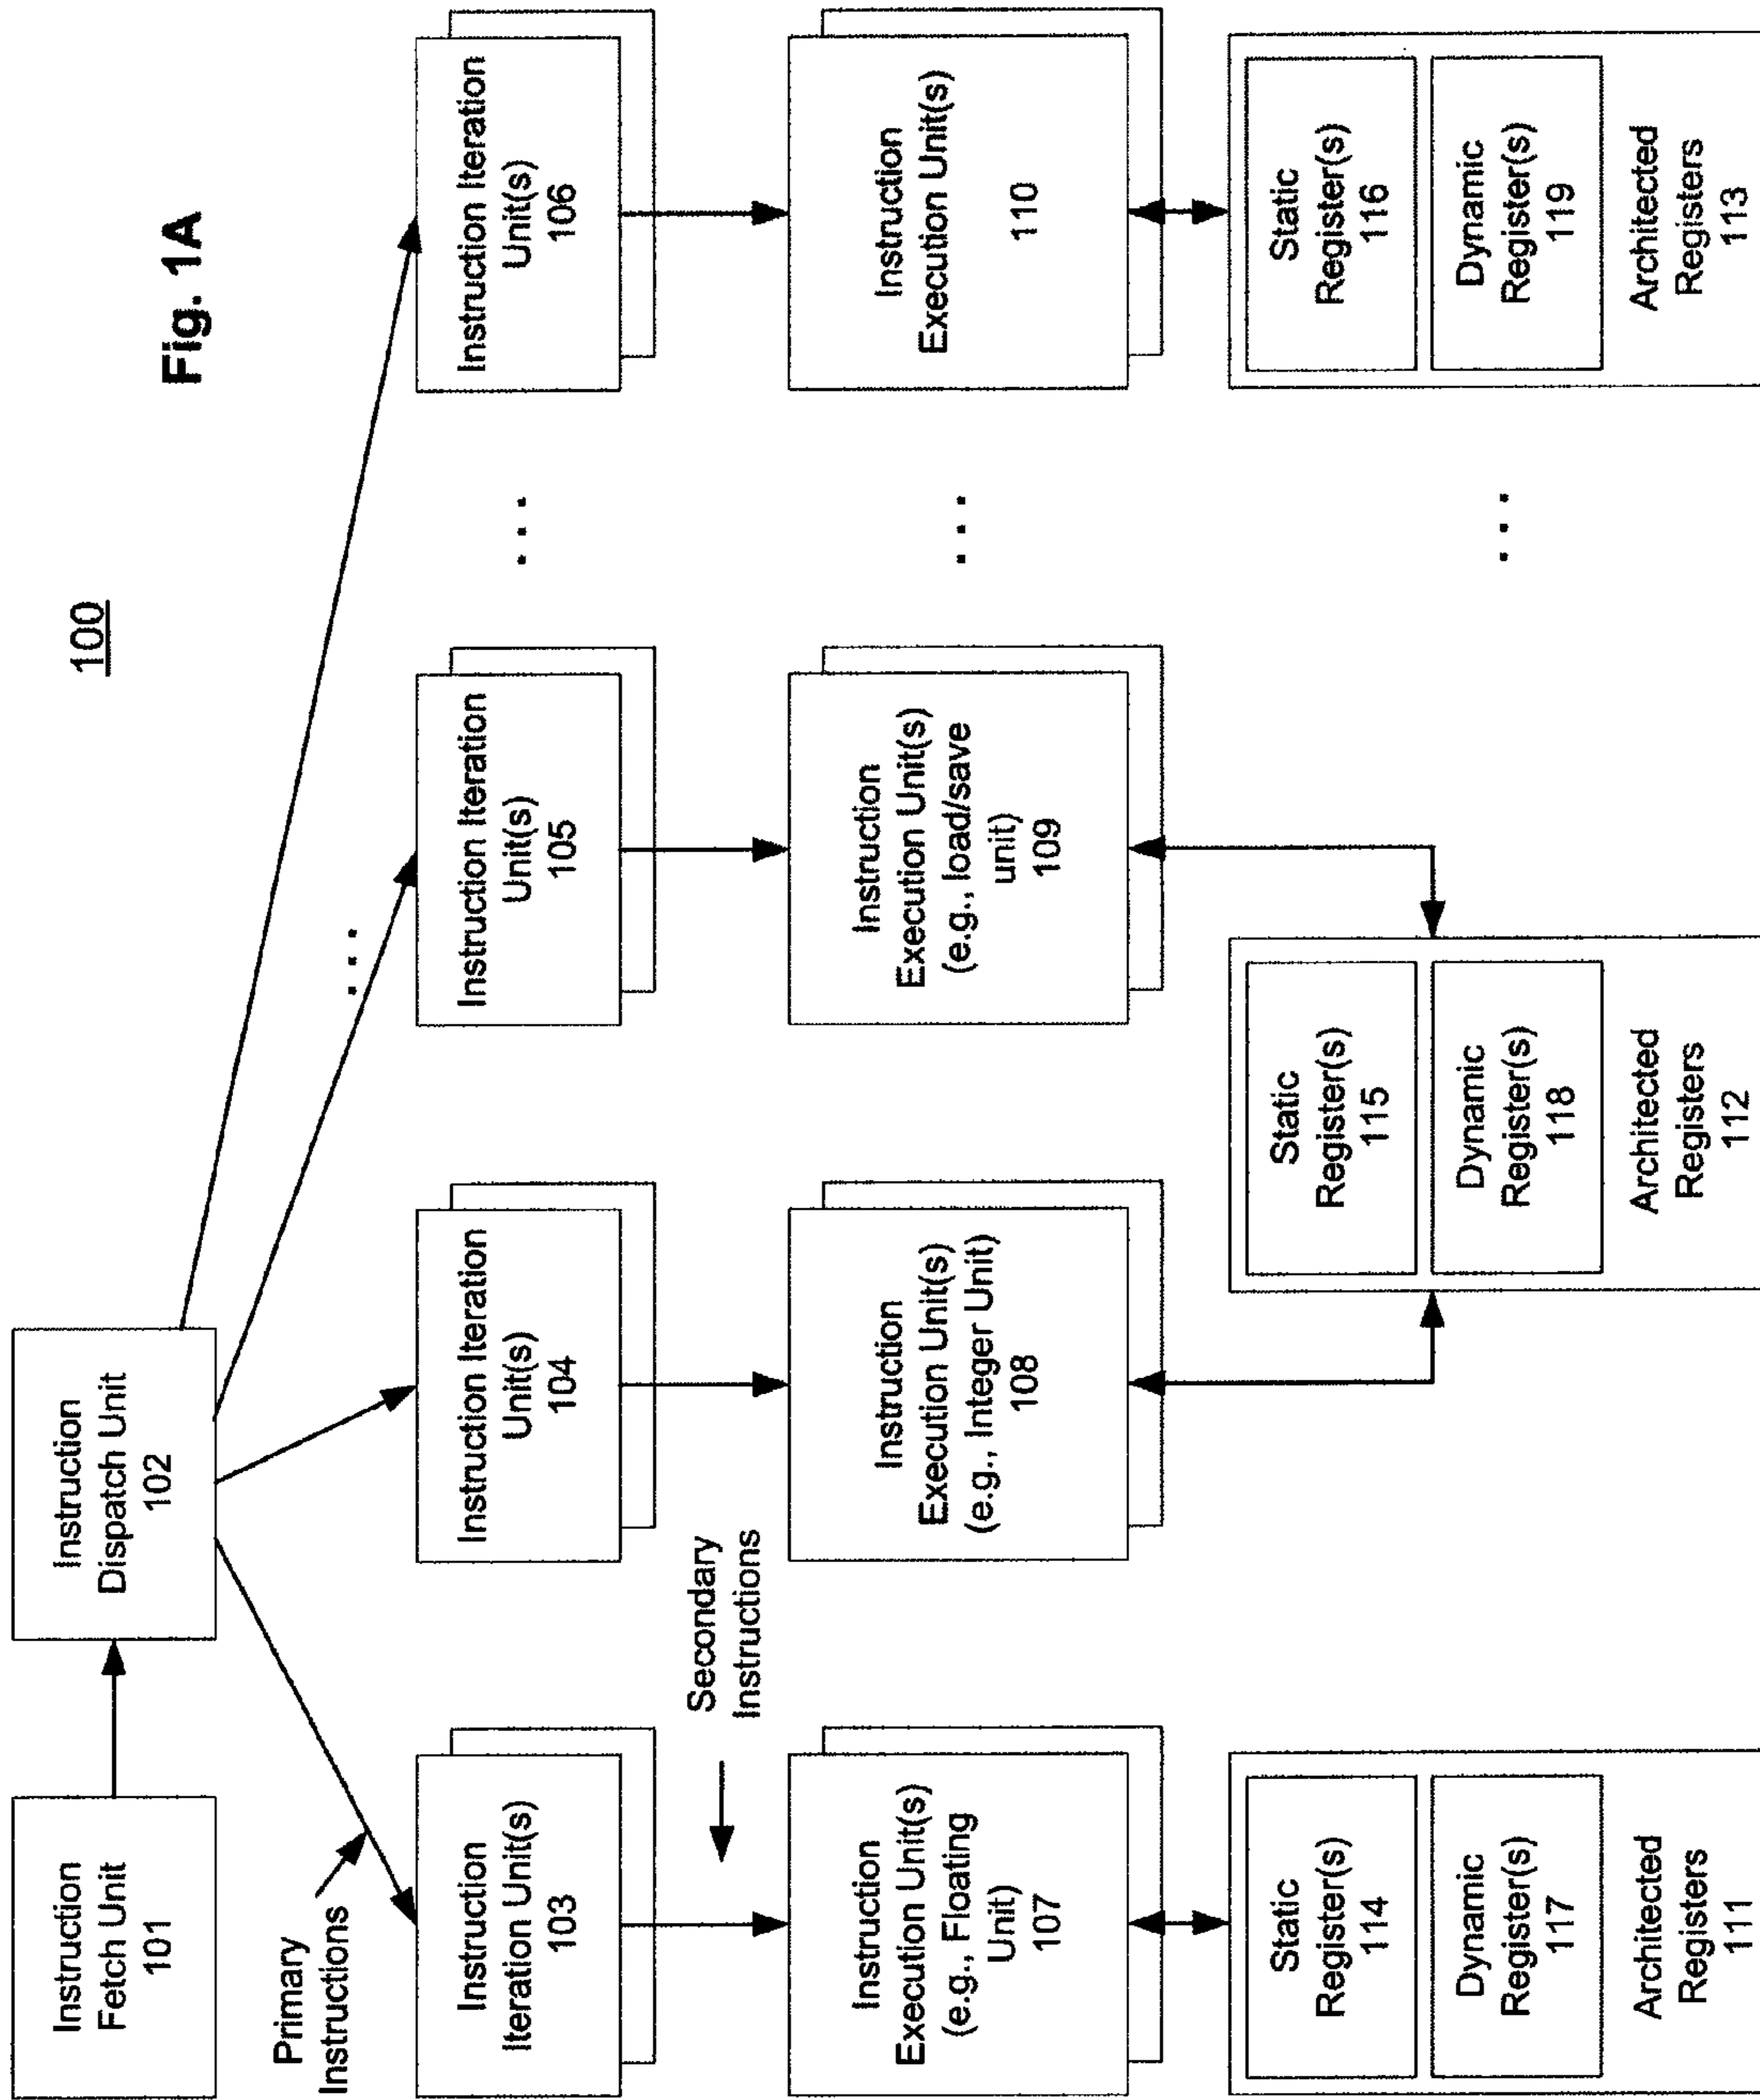 100
Fig. 1A
Instruction
Fetch Unit
101
Instruction
Dispatch Unit
102
Primary
Instructions
...
Instruction
Iteration Unit(s)
103
Instruction Iteration
Unit(s)
104
Instruction Iteration
Unit(s)
105
...
Instruction Iteration
Unit(s)
106
Secondary
Instructions
Instruction
Execution Unit(s)
(e.g., Floating
Unit)
107
Instruction
Execution Unit(s)
(e.g., Integer Unit)
108
Instruction
Execution Unit(s)
(e.g., load/save
unit)
109
...
Instruction
Execution Unit(s)
110
Static
Register(s)
114
Dynamic
Register(s)
117
Architected
Registers
111
Static
Register(s)
115
Dynamic
Register(s)
118
Architected
Registers
112
...
Static
Register(s)
116
Dynamic
Register(s)
119
Architected
Registers
113